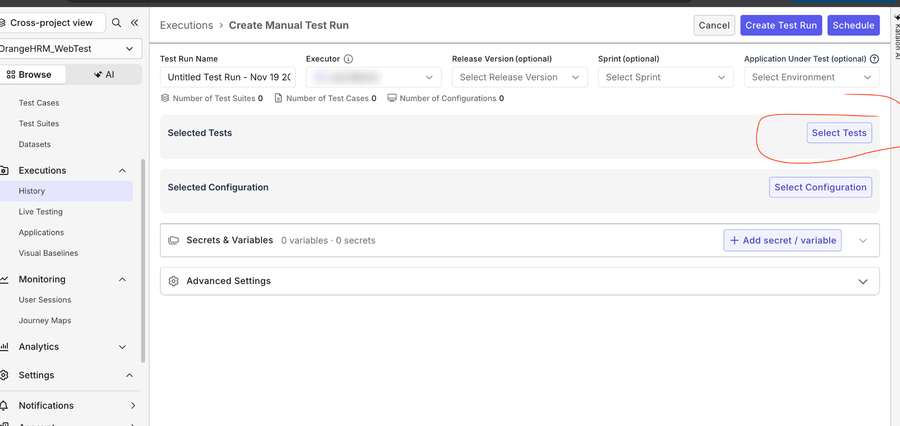 Cross-project view
OrangeHRM_WebTest
Browse
AI
Test Cases
Test Suites
Datasets
Executions
History
Live Testing
Applications
Visual Baselines
Monitoring
User Sessions
Journey Maps
Analytics
Settings
Notifications
Executions > Create Manual Test Run
Cancel
Create Test Run
Schedule
Test Run Name
Untitled Test Run - Nov 19 20
Executor
Release Version (optional)
Select Release Version
Sprint (optional)
Select Sprint
Application Under Test (optional)
Select Environment
Number of Test Suites 0
Number of Test Cases 0
Number of Configurations 0
Selected Tests
Select Tests
Selected Configuration
Select Configuration
Secrets & Variables 0 variables · 0 secrets
+ Add secret / variable
Advanced Settings
Katalon AI